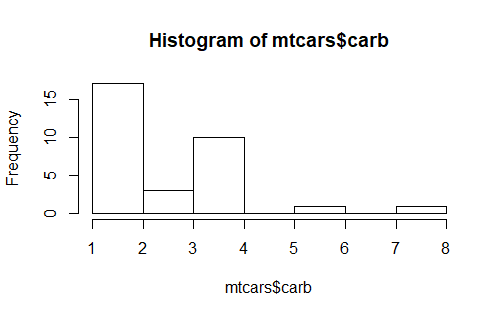 Histogram of mtcars$carb
Frequency
15
10
5
0
1 2 3 4 5 6 7 8
mtcars$carb